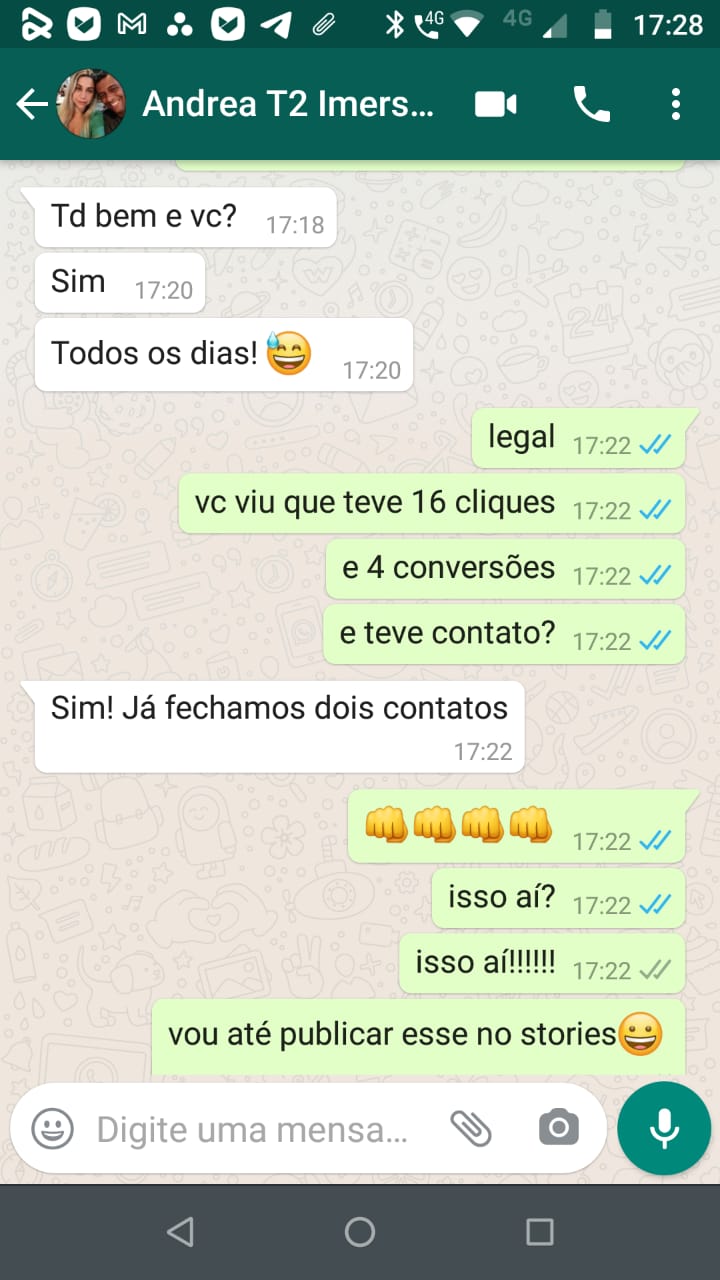 4G 4G 17:28
Andrea T2 Imers...
Td bem e vc? 17:18
Sim 17:20
Todos os dias!😅 17:20
legal 17:22
vc viu que teve 16 cliques 17:22
e 4 conversões 17:22
e teve contato? 17:22
Sim! Já fechamos dois contatos
17:22
👊👊👊👊 17:22
isso aí? 17:22
isso aí!!!!!! 17:22
vou até publicar esse no stories😀
Digite uma mensa...